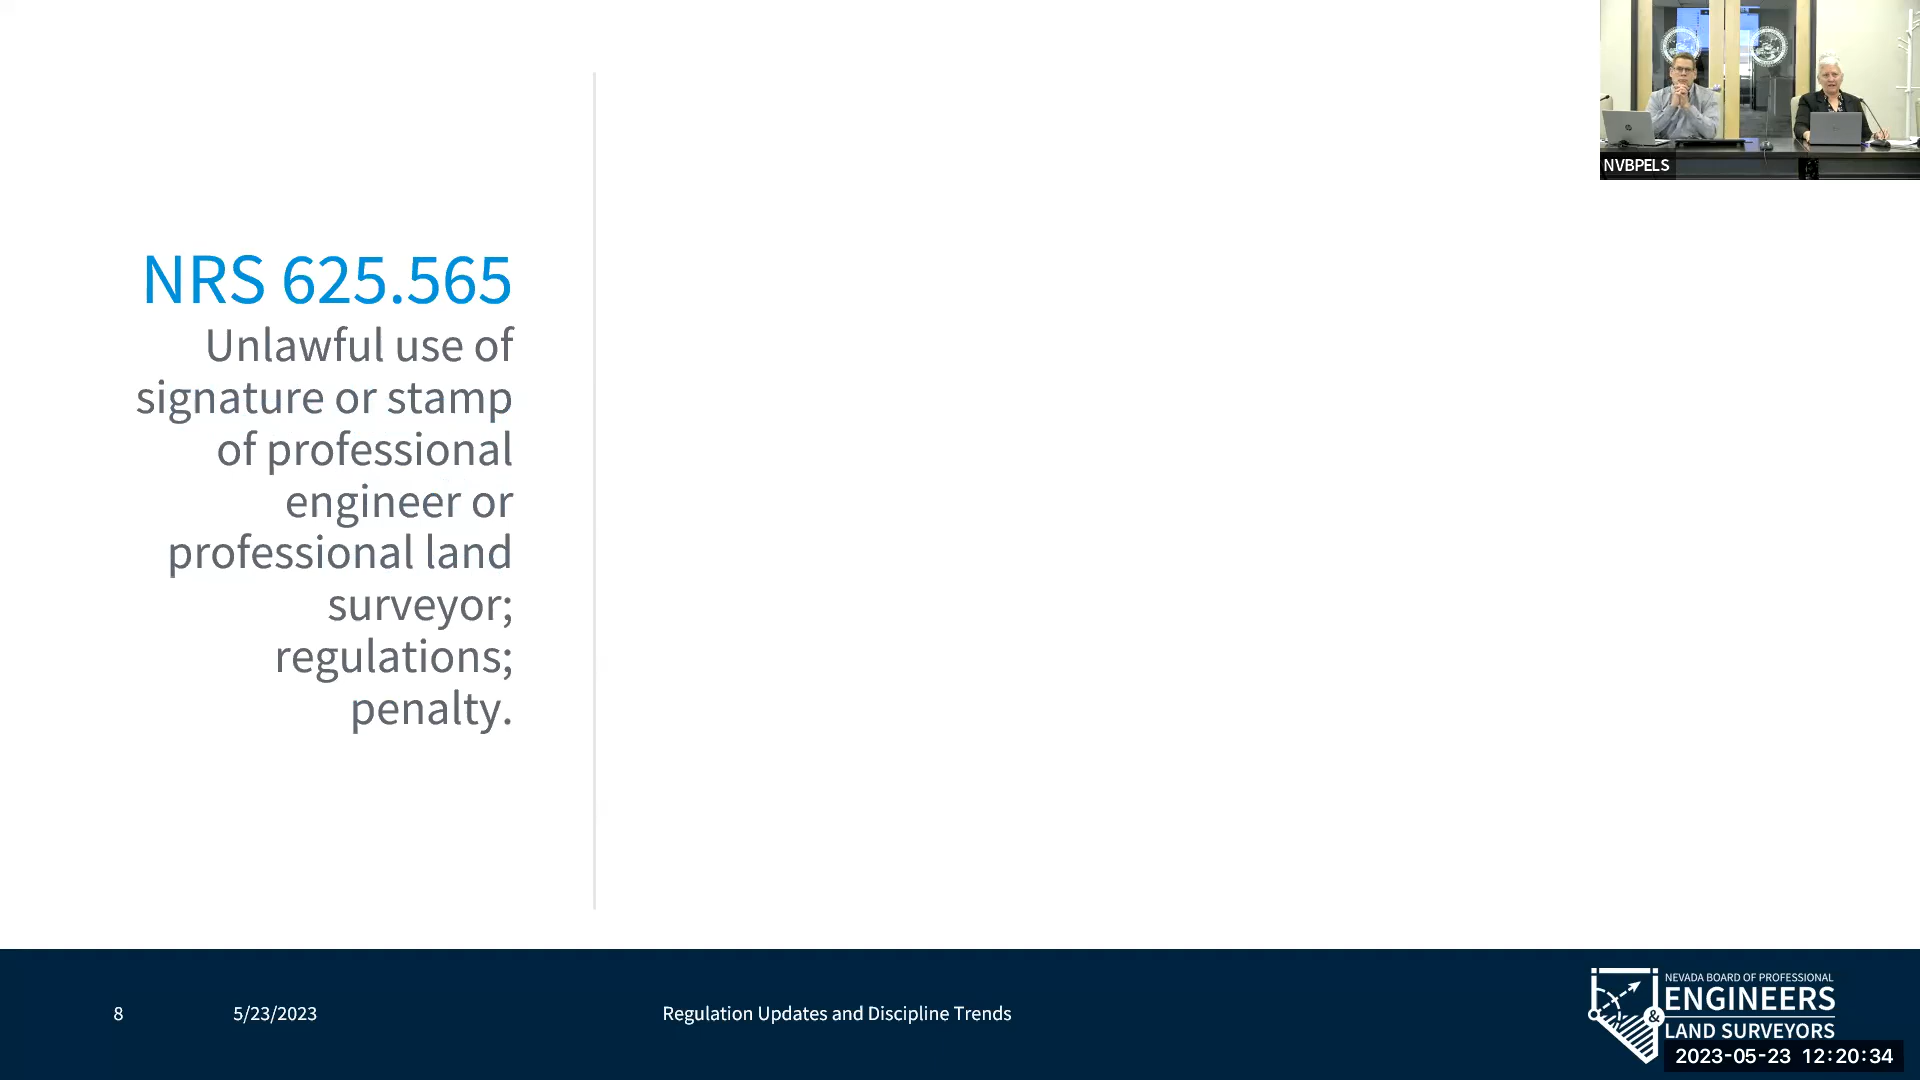 NVBPELS
NRS 625.565
Unlawful use of
signature or stamp
of professional
engineer or
professional land
surveyor;
regulations;
penalty.
8
5/23/2023
Regulation Updates and Discipline Trends
NEVADA BOARD OF PROFESSIONAL
ENGINEERS
&
LAND SURVEYORS
2023-05-23 12:20:34